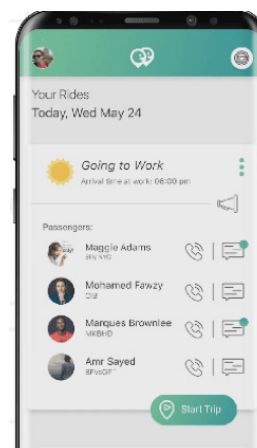 Your Rides
Today, Wed May 24
Going to Work
Arrival time at work: 06:00 pm
Passengers:
Maggie Adams
Mohamed Fawzy
Marques Brownlee
MKBHD
Amr Sayed
Start Trip